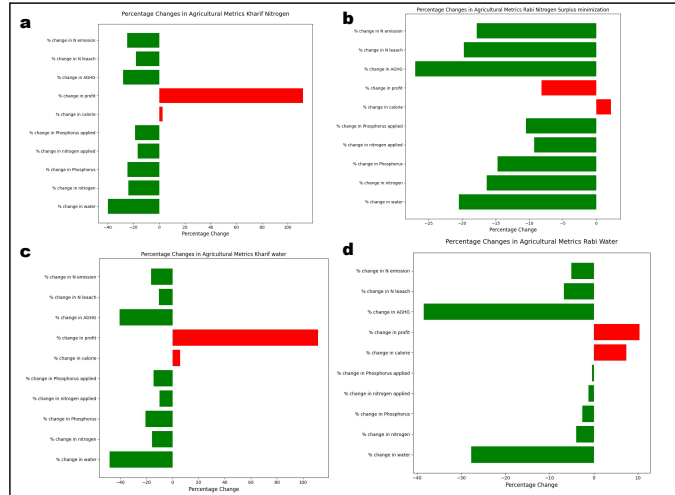 a
Percentage Changes in Agricultural Metrics Kharif Nitrogen
% change in N emission
% change in N leaach
% change in AGHG
% change in profit
% change in calorie
% change in Phosphorus applied
% change in nitrogen applied
% change in Phosphorus
% change in nitrogen
% change in water
−40 −20 0 20 40 60 80 100
Percentage Change
b
Percentage Changes in Agricultural Metrics Rabi Nitrogen Surplus minimization
% change in N emission
% change in N leaach
% change in AGHG
% change in profit
% change in calorie
% change in Phosphorus applied
% change in nitrogen applied
% change in Phosphorus
% change in nitrogen
% change in water
−25 −20 −15 −10 −5 0
Percentage Change
c
Percentage Changes in Agricultural Metrics Kharif water
% change in N emission
% change in N leaach
% change in AGHG
% change in profit
% change in calorie
% change in Phosphorus applied
% change in nitrogen applied
% change in Phosphorus
% change in nitrogen
% change in water
−40 −20 0 20 40 60 80 100
Percentage Change
d
Percentage Changes in Agricultural Metrics Rabi Water
% change in N emission
% change in N leaach
% change in AGHG
% change in profit
% change in calorie
% change in Phosphorus applied
% change in nitrogen applied
% change in Phosphorus
% change in nitrogen
% change in water
−40 −30 −20 −10 0 10
Percentage Change